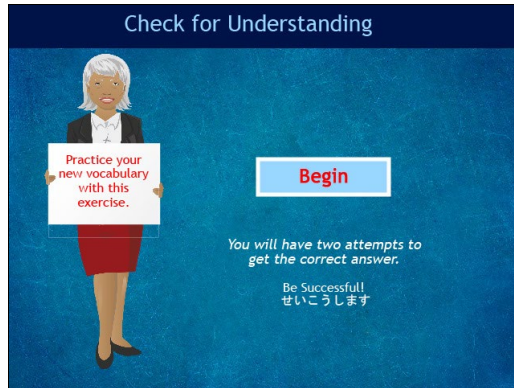 Check for Understanding
Practice your
new vocabulary
with this
exercise.
Begin
You will have two attempts to
get the correct answer.
Be Successful!
せいこうします